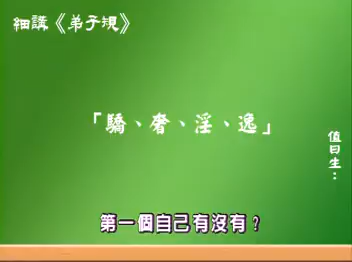 細講《弟子規》
「驕、奢、淫、逸」
值日生：
第一個自己有沒有？